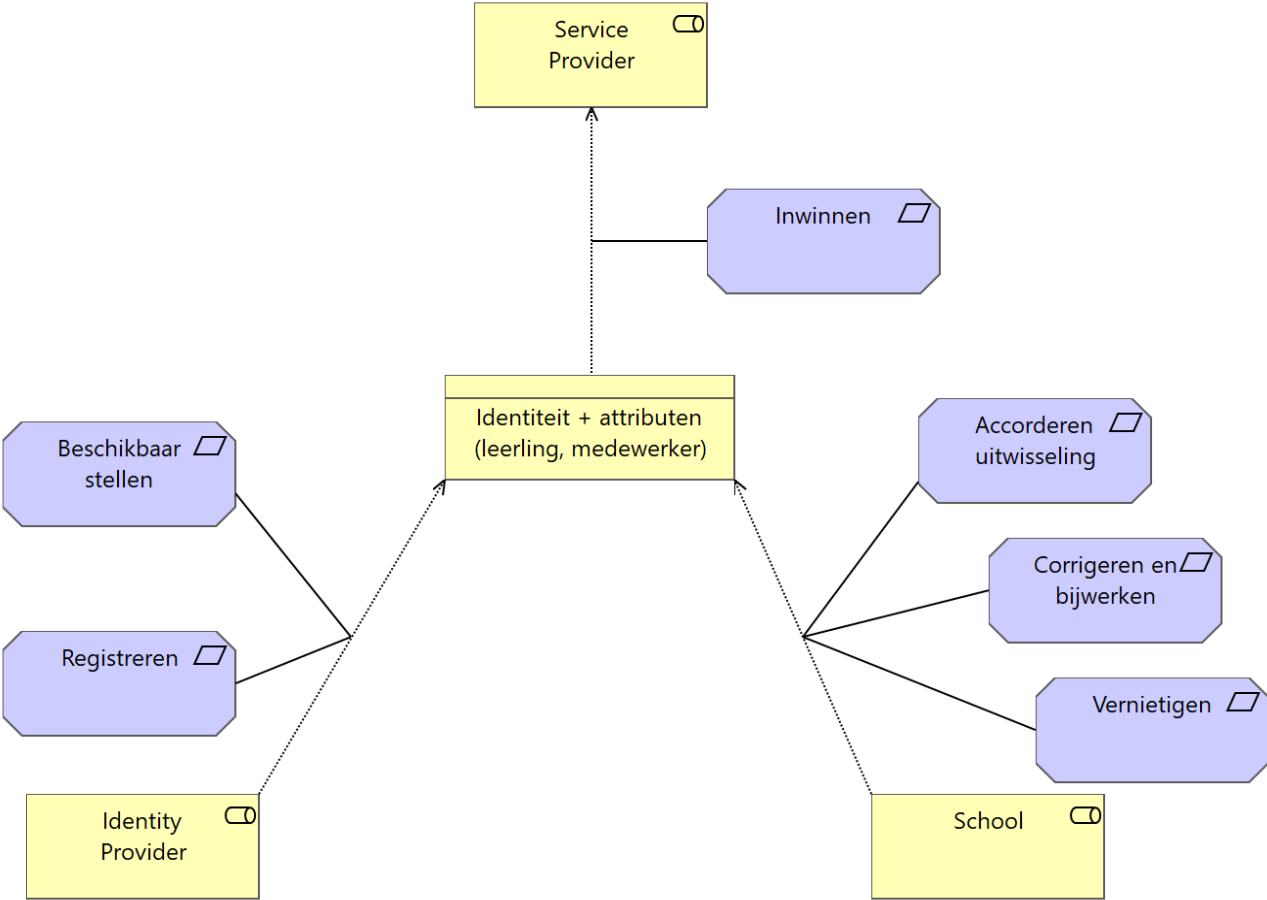 Service
Provider
Inwinnen
Identiteit + attributen
(leerling, medewerker)
Accorderen
uitwisseling
Beschikbaar
stellen
Corrigeren en
bijwerken
Registreren
Vernietigen
Identity
Provider
School